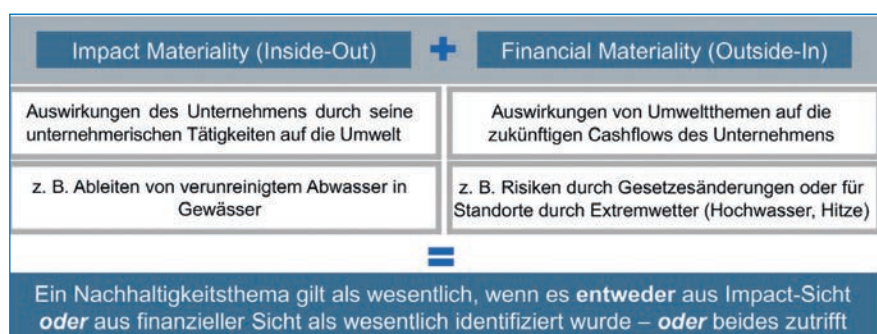 Impact Materiality (Inside-Out) + Financial Materiality (Outside-In)
Auswirkungen des Unternehmens durch seine
unternehmerischen Tätigkeiten auf die Umwelt
Auswirkungen von Umweltthemen auf die
zukünftigen Cashflows des Unternehmens
z. B. Ableiten von verunreinigtem Abwasser in
Gewässer
z. B. Risiken durch Gesetzesänderungen oder für
Standorte durch Extremwetter (Hochwasser, Hitze)
=
Ein Nachhaltigkeitsthema gilt als wesentlich, wenn es entweder aus Impact-Sicht
oder aus finanzieller Sicht als wesentlich identifiziert wurde – oder beides zutrifft